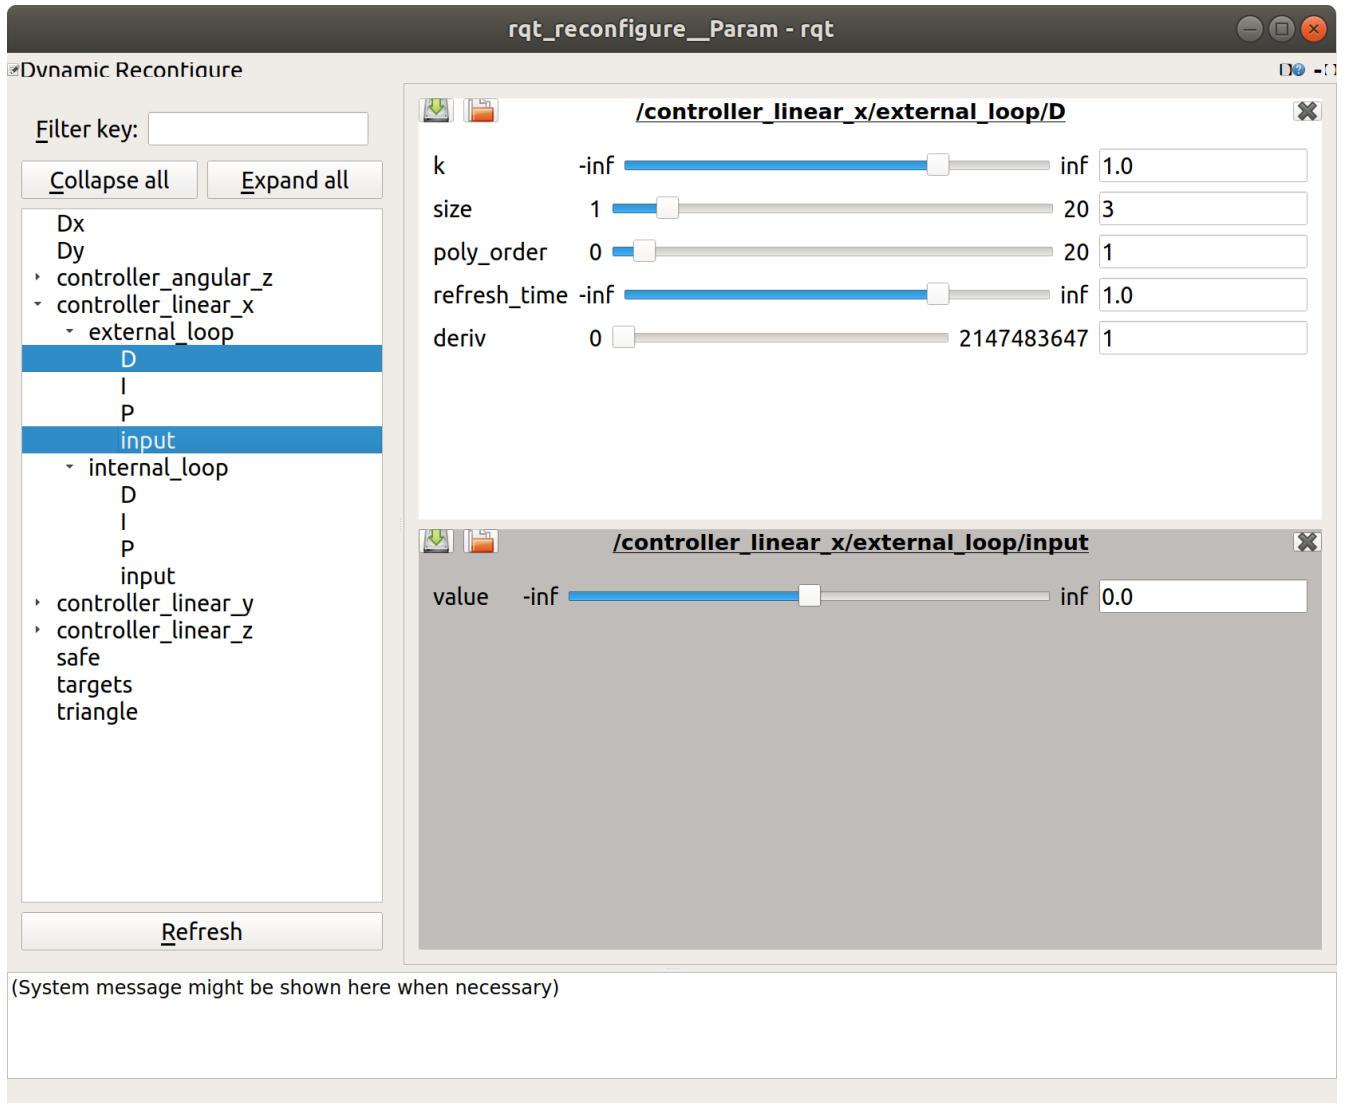 rqt_reconfigure__Param - rqt
Dynamic Reconfigure
Filter key:
Collapse all
Expand all
Dx
Dy
controller_angular_z
controller_linear_x
external_loop
D
I
P
input
internal_loop
D
I
P
input
controller_linear_y
controller_linear_z
safe
targets
triangle
Refresh
/controller_linear_x/external_loop/D
k -inf inf 1.0
size 1 20 3
poly_order 0 20 1
refresh_time -inf inf 1.0
deriv 0 2147483647 1
/controller_linear_x/external_loop/input
value -inf inf 0.0
(System message might be shown here when necessary)